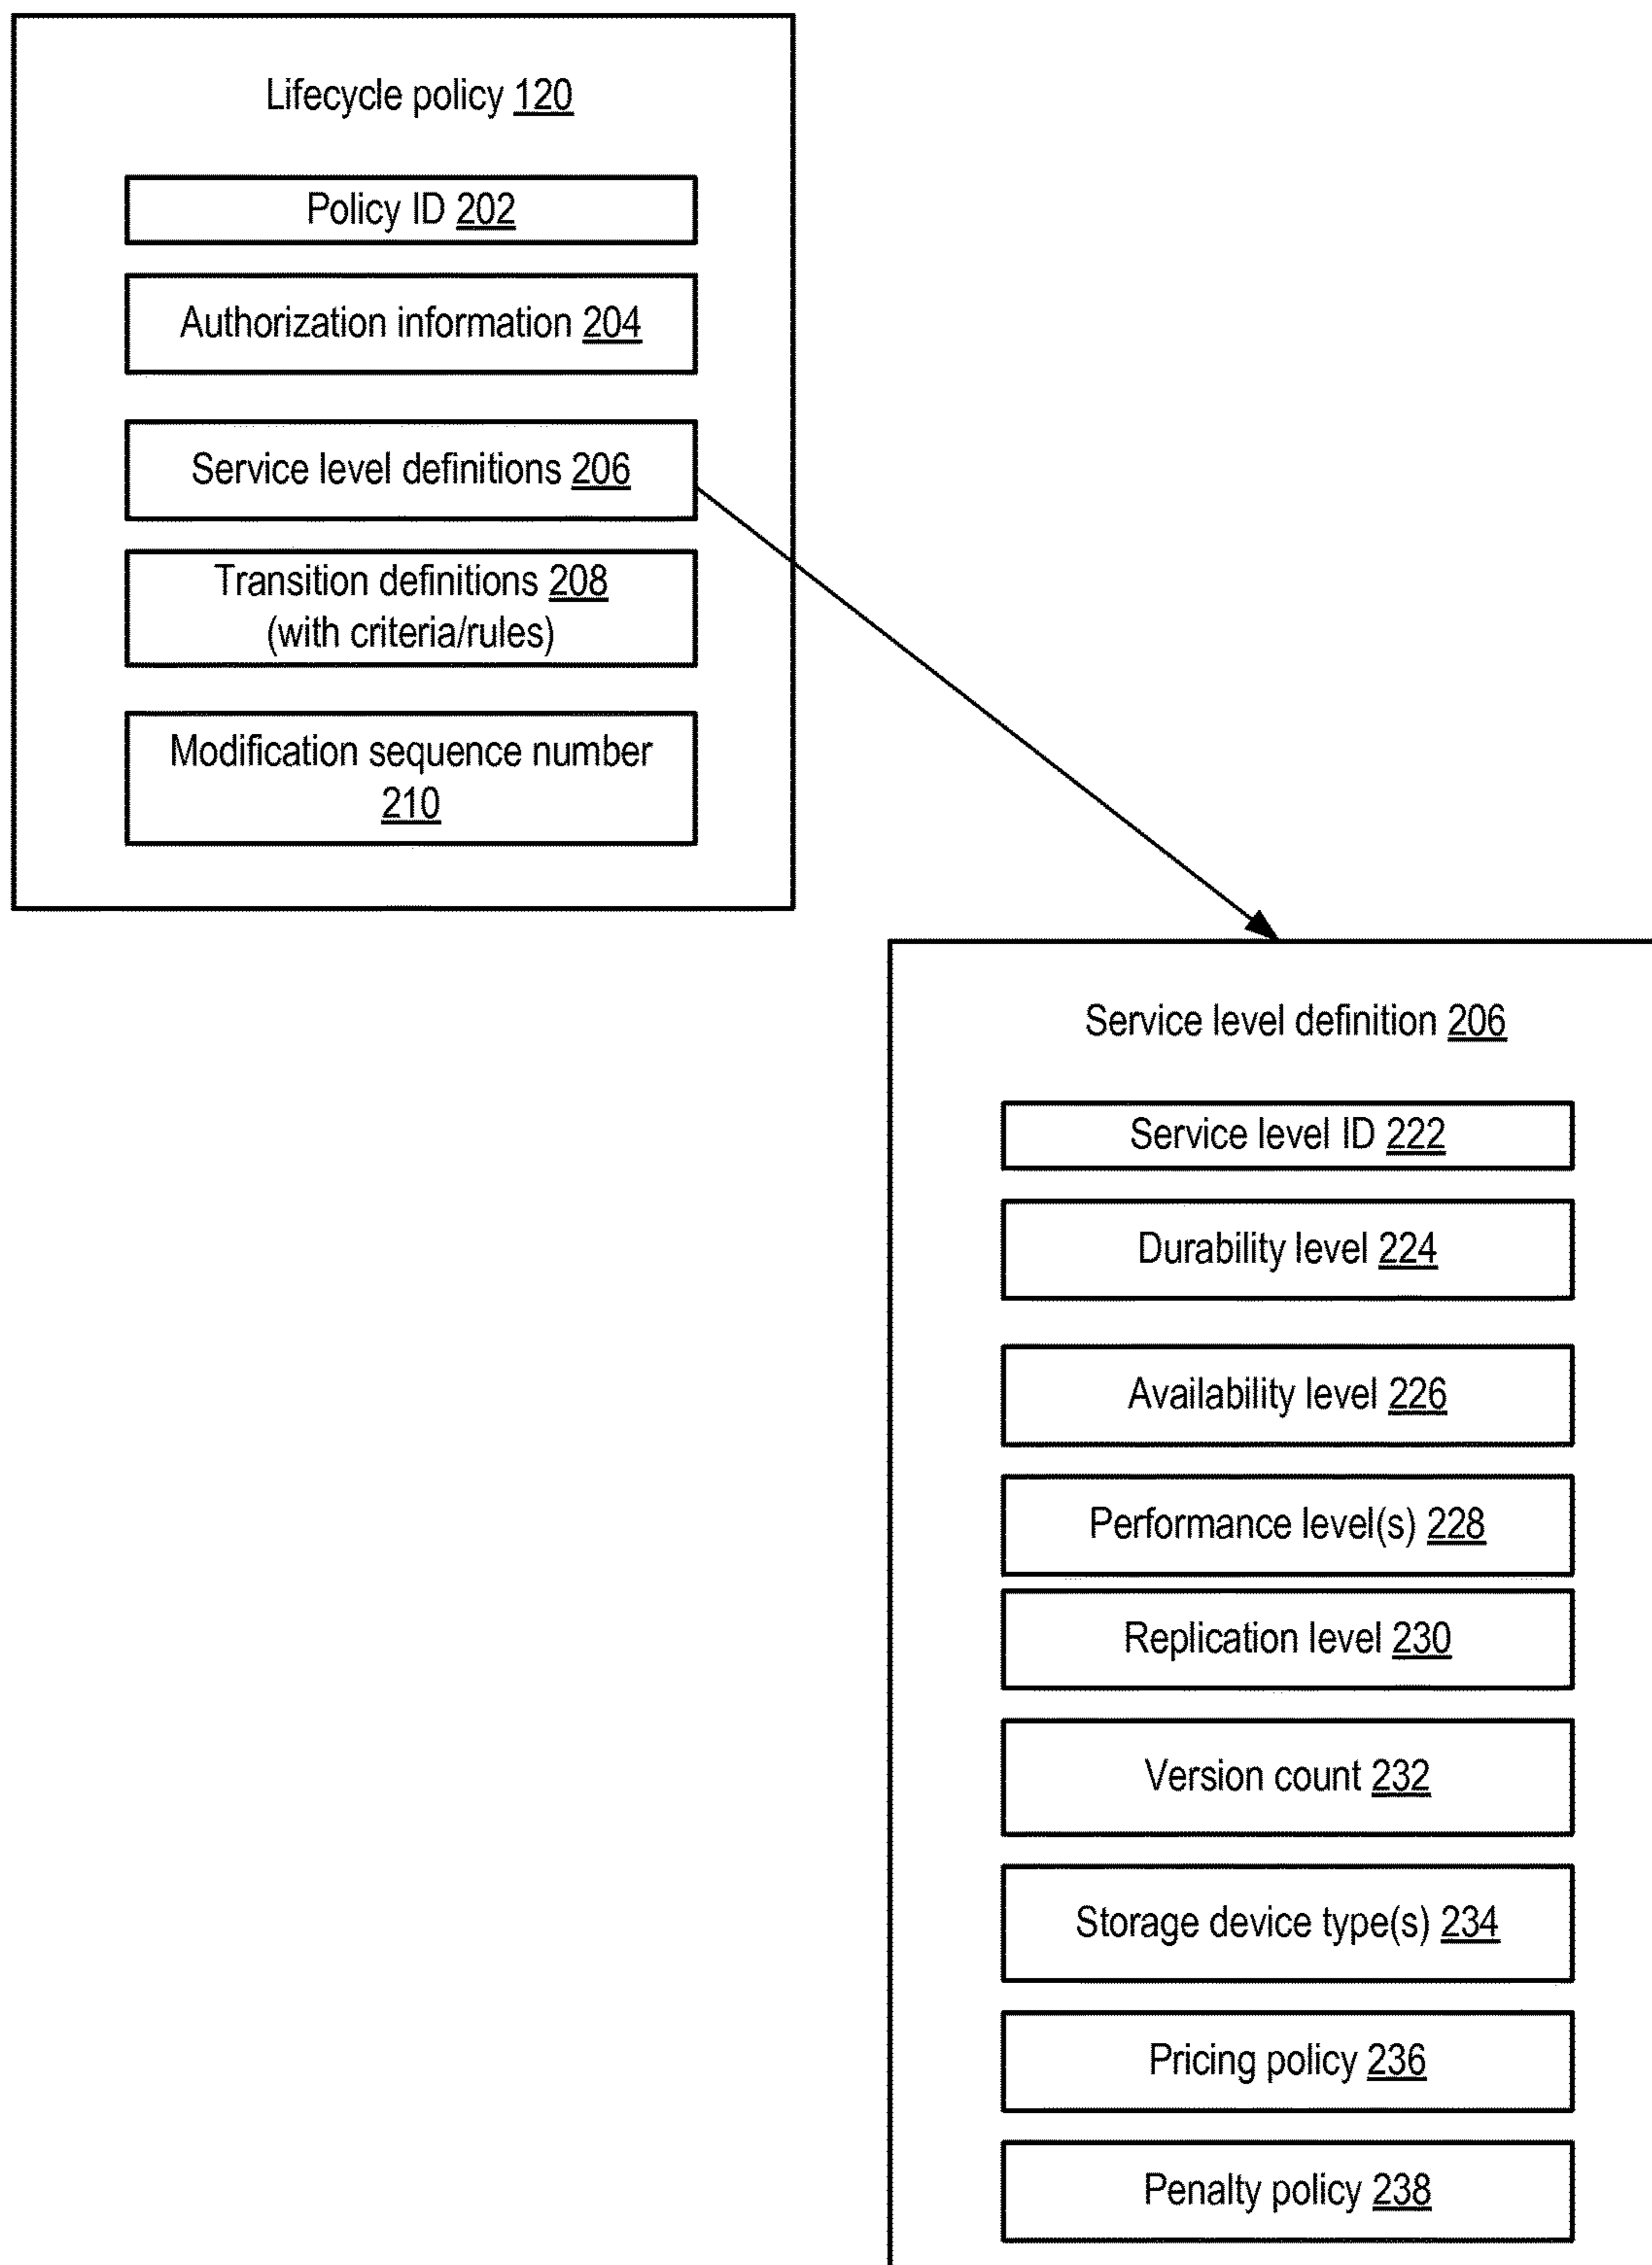 Lifecycle policy 120
Policy ID 202
Authorization information 204
Service level definitions 206
Transition definitions 208
(with criteria/rules)
Modification sequence number
210
Service level definition 206
Service level ID 222
Durability level 224
Availability level 226
Performance level(s) 228
Replication level 230
Version count 232
Storage device type(s) 234
Pricing policy 236
Penalty policy 238